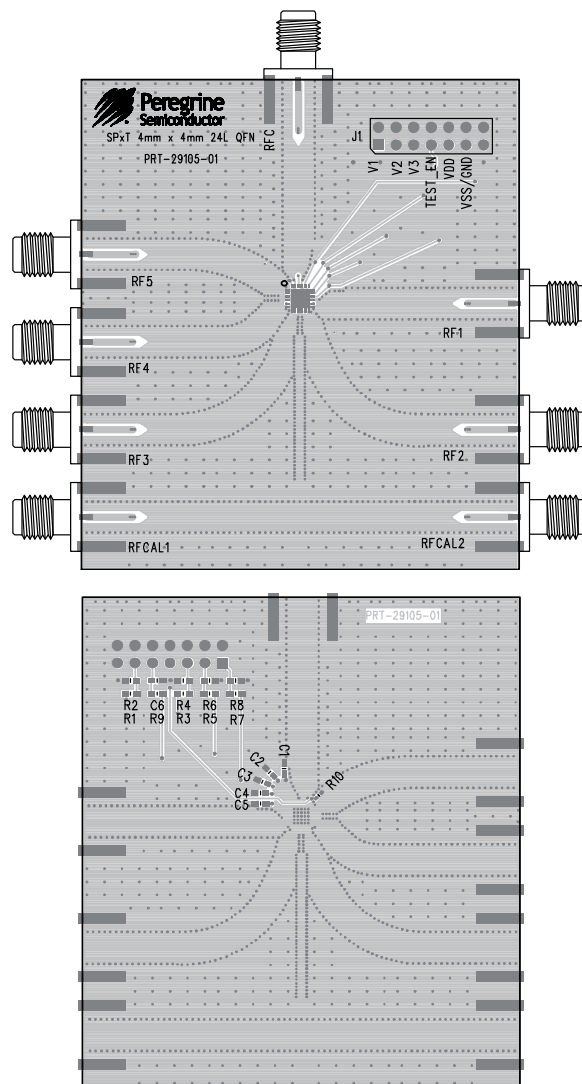 Peregrine
Semiconductor
SPxT 4mm x 4mm 24L QFN
PRT-29105-01
RFC
J1
V1
V2
V3
TEST_EN
VDD
VSS/GND
RF5
RF1
RF4
RF3
RF2
RFCAL1
RFCAL2
PRT-29105-01
R2 C6 R4 R6 R8
R1 R9 R3 R5 R7
C1
C2
C3
C4
C5
R10